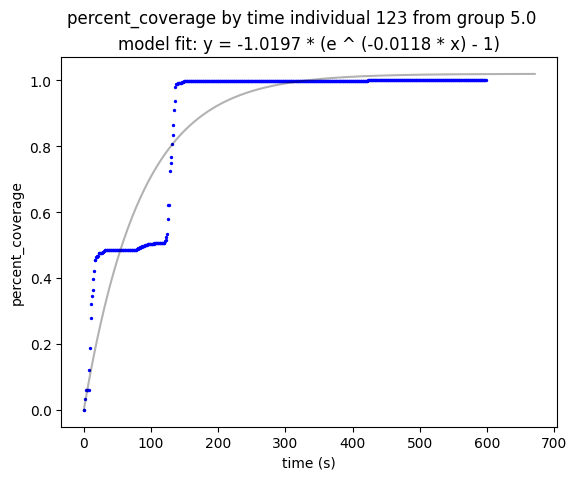 percent_coverage by time individual 123 from group 5.0
model fit: y = -1.0197 * (e ^ (-0.0118 * x) - 1)
1.0
0.8
0.6
0.4
0.2
0.0
percent_coverage
0 100 200 300 400 500 600 700
time (s)